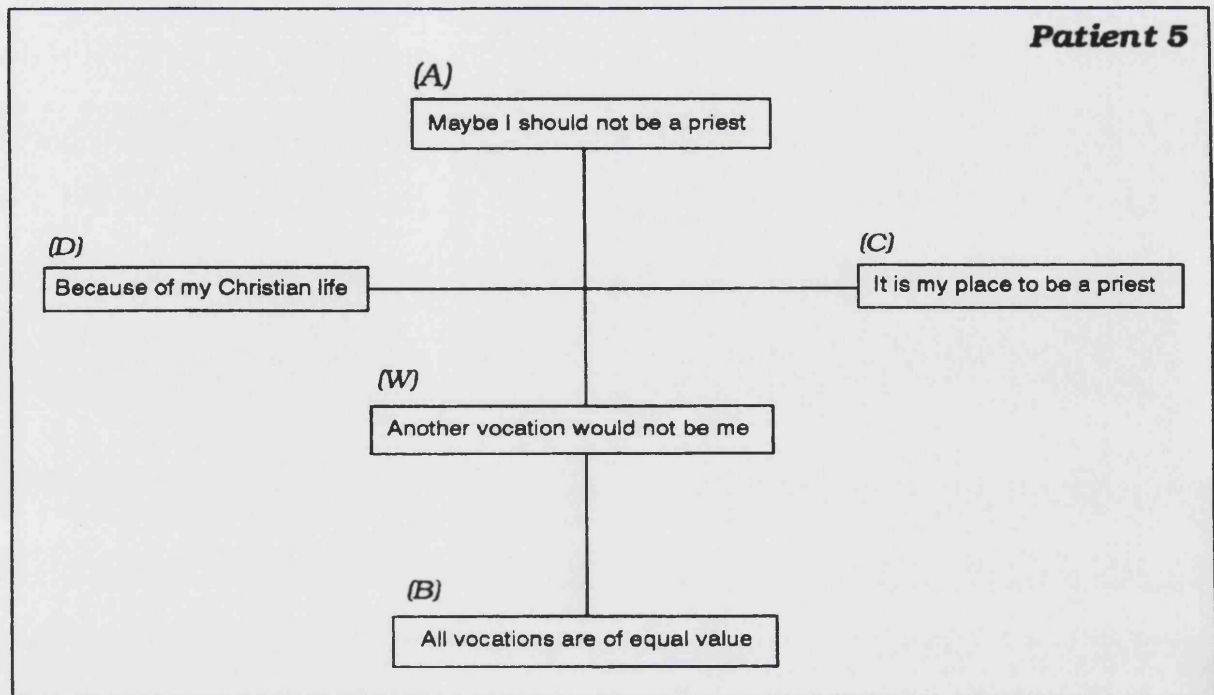 Patient 5
(A)
Maybe I should not be a priest
(D)
Because of my Christian life
(C)
It is my place to be a priest
(W)
Another vocation would not be me
(B)
All vocations are of equal value